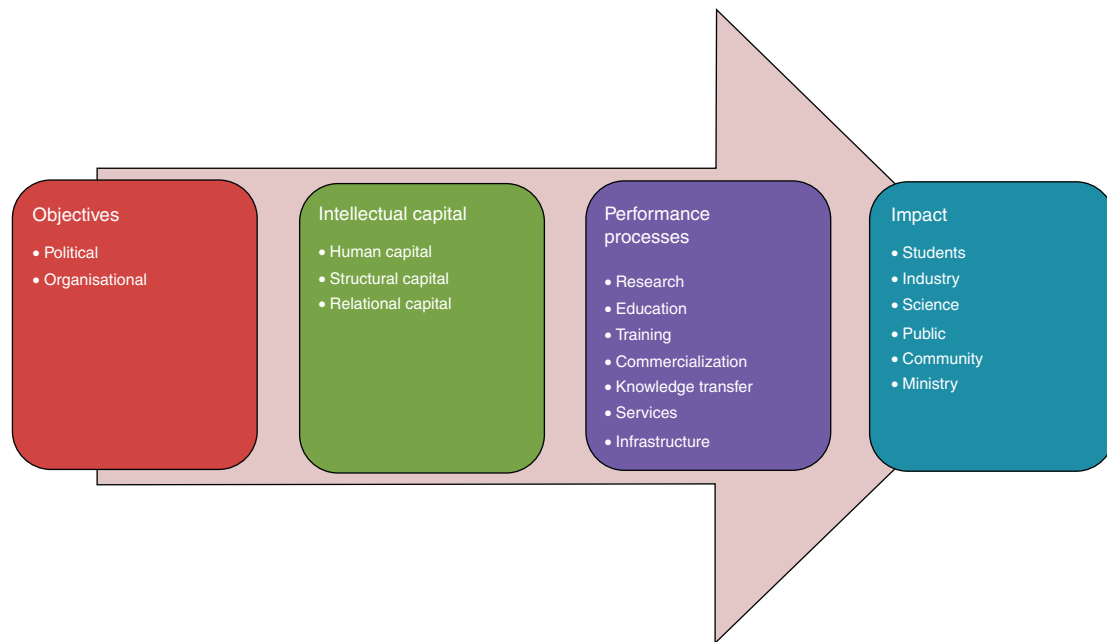 Objectives
• Political
• Organisational
Intellectual capital
• Human capital
• Structural capital
• Relational capital
Performance
processes
• Research
• Education
• Training
• Commercialization
• Knowledge transfer
• Services
• Infrastructure
Impact
• Students
• Industry
• Science
• Public
• Community
• Ministry